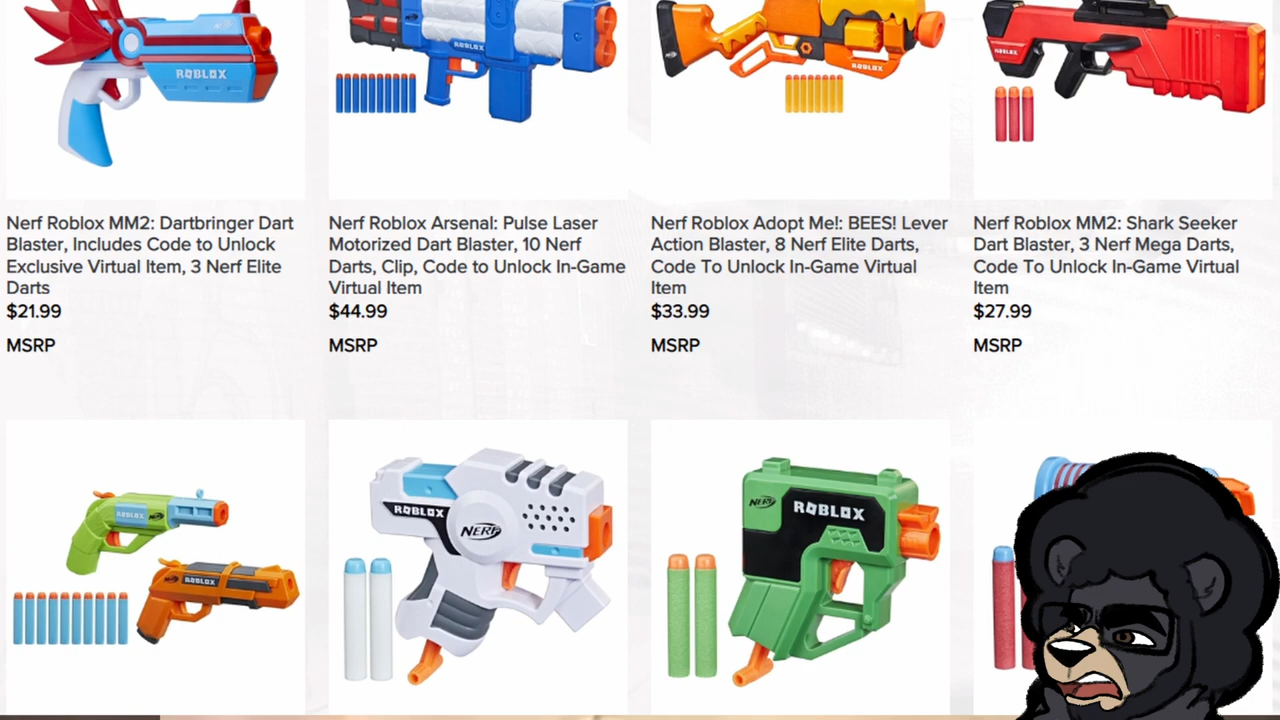 ROBLOX
ROBLOX
ROBLOX
ROBLOX
Nerf Roblox MM2: Dartbringer Dart
Blaster, Includes Code to Unlock
Exclusive Virtual Item, 3 Nerf Elite
Darts
$21.99
MSRP
Nerf Roblox Arsenal: Pulse Laser
Motorized Dart Blaster, 10 Nerf
Darts, Clip, Code to Unlock In-Game
Virtual Item
$44.99
MSRP
Nerf Roblox Adopt Me!: BEES! Lever
Action Blaster, 8 Nerf Elite Darts,
Code To Unlock In-Game Virtual
Item
$33.99
MSRP
Nerf Roblox MM2: Shark Seeker
Dart Blaster, 3 Nerf Mega Darts,
Code To Unlock In-Game Virtual
Item
$27.99
MSRP
ROBLOX
ROBLOX
ROBLOX
NERF
NERF
ROBLOX